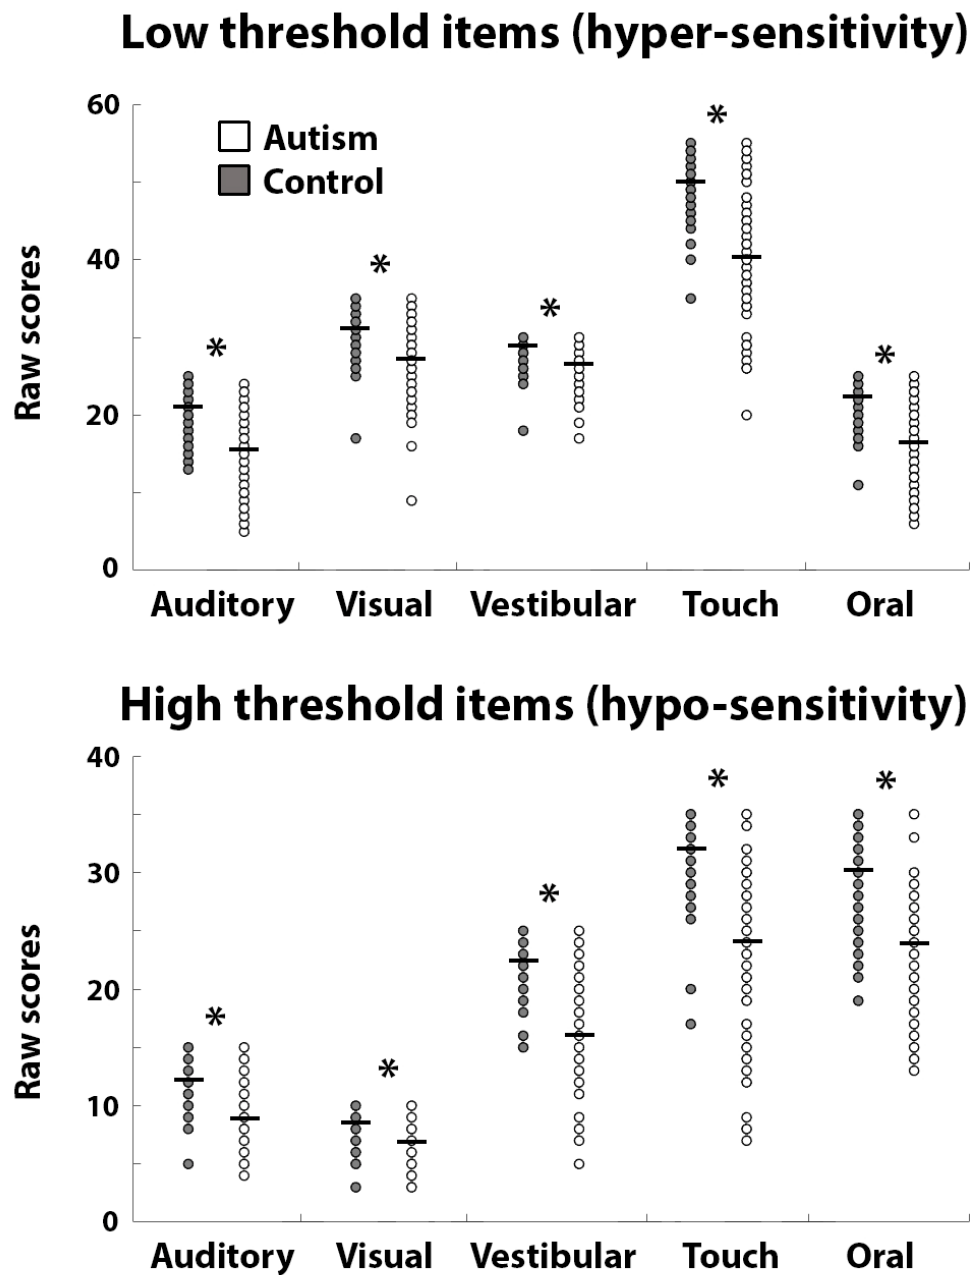 Low threshold items (hyper-sensitivity)
60
Autism
Control
*
*
*
*
*
40
20
0
Raw scores
Auditory Visual Vestibular Touch Oral
High threshold items (hypo-sensitivity)
40
*
*
*
*
*
30
20
10
0
Raw scores
Auditory Visual Vestibular Touch Oral